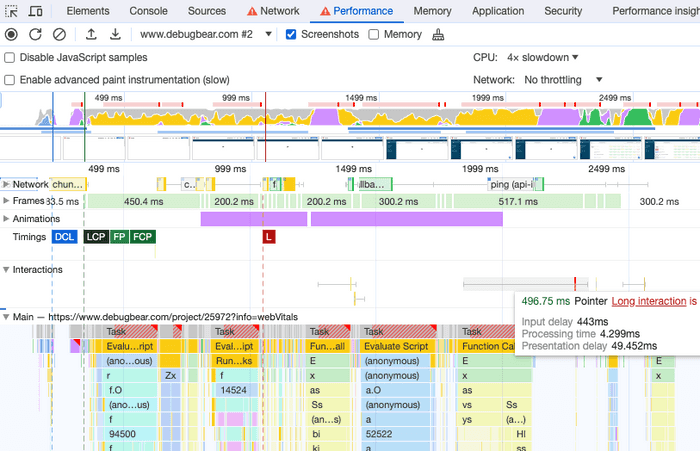 Elements Console Sources Network Performance Memory Application Security Performance insigh
www.debugbear.com #2 Screenshots Memory
Disable JavaScript samples CPU: 4× slowdown
Enable advanced paint instrumentation (slow) Network: No throttling
499 ms 999 ms 1499 ms 1999 ms 2499 ms
499 ms 999 ms 1499 ms 1999 ms 2499 ms
Network chun… c… f lba… ping (api-i
Frames 33.5 ms 450.4 ms 200.2 ms 200.2 ms 300.2 ms 517.1 ms 300.2 ms
Animations
Timings DCL LCP FP FCP L
Interactions
496.75 ms Pointer Long interaction is
Input delay 443ms
Processing time 4.299ms
Presentation delay 49.452ms
Main — https://www.debugbear.com/project/25972?info=webVitals
Task Task Task Task Task
Evalu…ript Eval…ipt Fun…all Evaluate Script Function Cal
(ano…ous) Run…ks E (anonymous) E E
r Zx f x (anonymous) x x
f.O 14524 as a.O as
(ano…us) Ss (anonymous) vs Ss
f (an…s) a ys (a…)
94500 bi 52522 Hl
f ki a ss